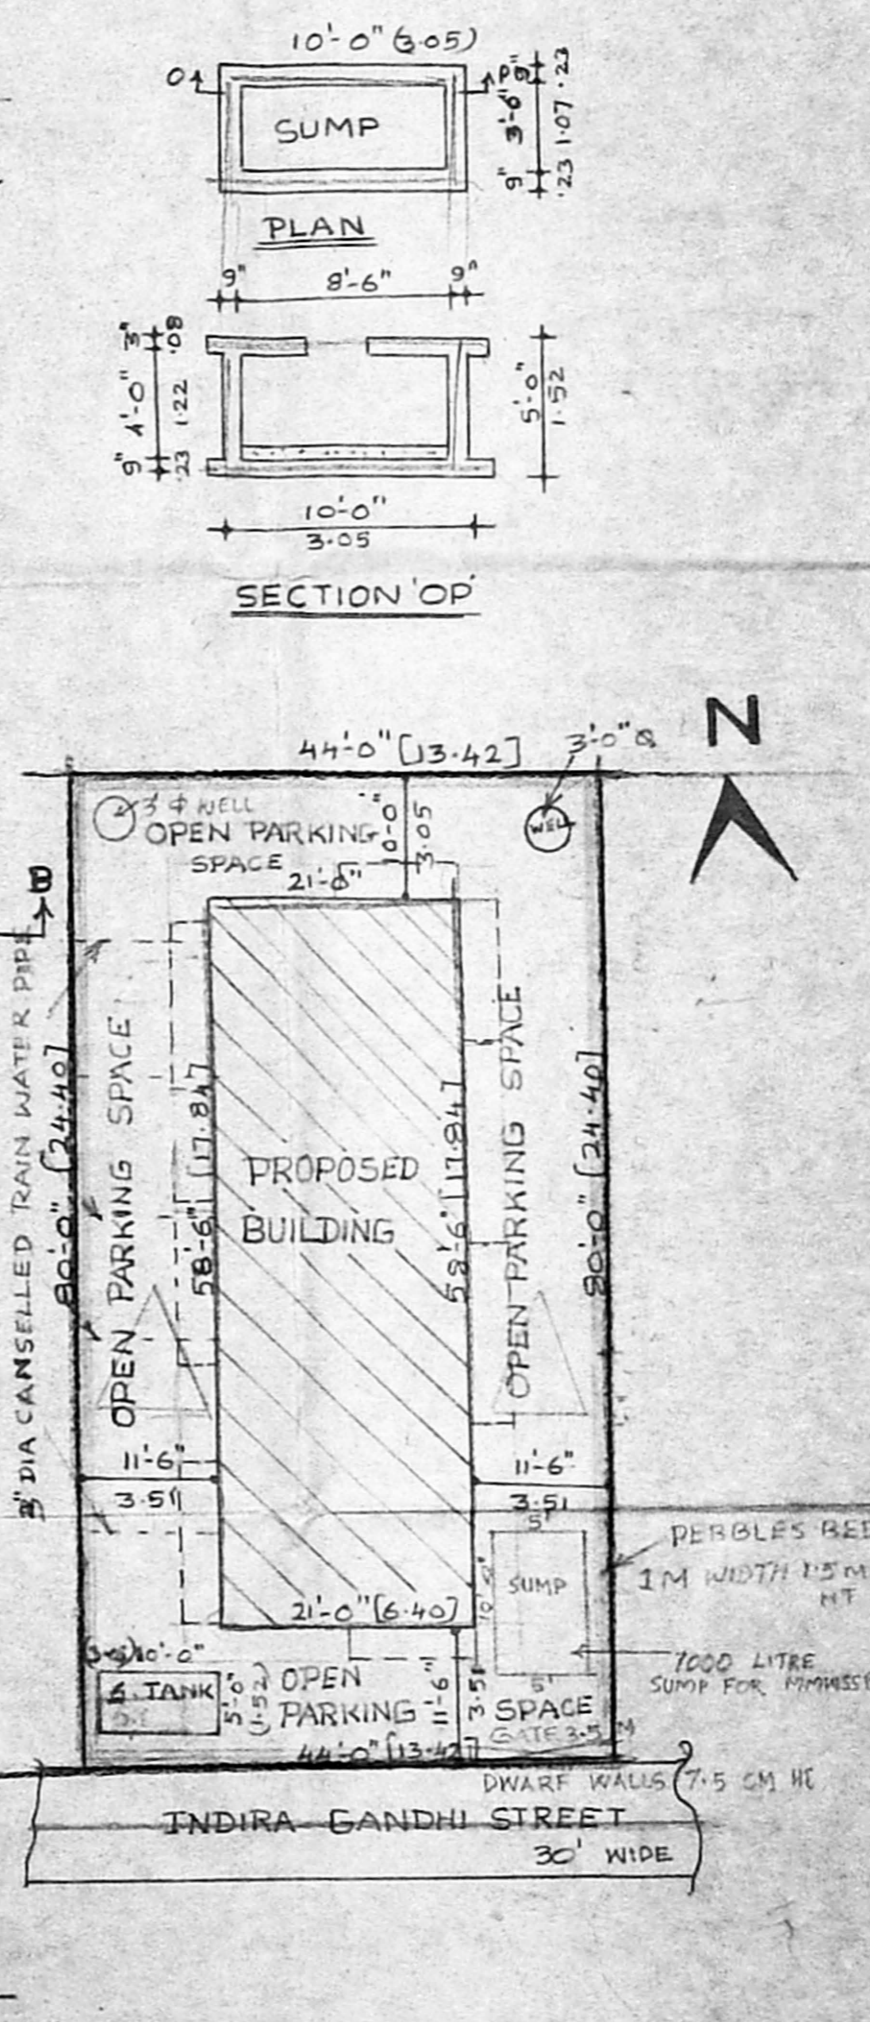 10'-0" (3.05)
O
P
SUMP
9" 3'-6" 9"
.23 1.07 .23
PLAN
9" 8'-6" 9"
3" 4'-0" 9"
.08 1.22 .23
5'-0"
1.52
10'-0"
3.05
SECTION 'OP'
N
44'-0" [13.42]
3'-0" Φ
3' Φ WELL
WELL
OPEN PARKING
SPACE
10-0
3.05
21'-0"
B
3" DIA CANSELLED TRAIN WATER PIPE
80'-0" [24.40]
OPEN PARKING SPACE
58'-6" [17.84]
PROPOSED
BUILDING
58'-6" [17.84]
OPEN PARKING SPACE
80'-0" [24.40]
11'-6"
3.51
11'-6"
3.51
5'
SUMP
10'-0"
5'
PEBBLES BED
1M WIDTH 1.5M
HT
21'-0" [6.40]
10'-0"
S. TANK
5'-0"
(1.52)
OPEN
PARKING
11'-6"
3.51
SPACE
GATE 3.5 M
7000 LITRE
SUMP FOR
44'-0" [13.42]
DWARF WALLS 7.5 CM HT
INDIRA GANDHI STREET
30' WIDE